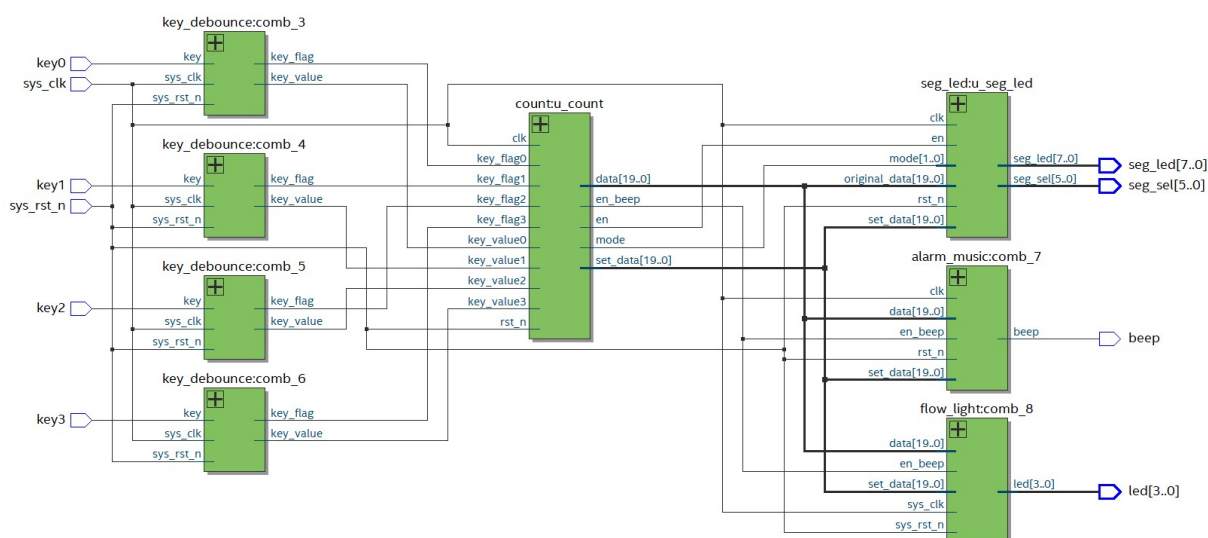 key_debounce:comb_3
key0
key
key_flag
sys_clk
sys_clk
key_value
sys_rst_n
key_debounce:comb_4
key1
key
key_flag
sys_rst_n
sys_clk
key_value
sys_rst_n
key_debounce:comb_5
key2
key
key_flag
sys_clk
key_value
sys_rst_n
key_debounce:comb_6
key3
key
key_flag
sys_clk
key_value
sys_rst_n
count:u_count
clk
key_flag0
key_flag1
data[19..0]
key_flag2
en_beep
key_flag3
en
key_value0
mode
key_value1
set_data[19..0]
key_value2
key_value3
rst_n
seg_led:u_seg_led
clk
en
mode[1..0]
seg_led[7..0]
seg_led[7..0]
original_data[19..0]
seg_sel[5..0]
seg_sel[5..0]
rst_n
set_data[19..0]
alarm_music:comb_7
clk
data[19..0]
en_beep
beep
beep
rst_n
set_data[19..0]
flow_light:comb_8
data[19..0]
en_beep
set_data[19..0]
led[3..0]
led[3..0]
sys_clk
sys_rst_n